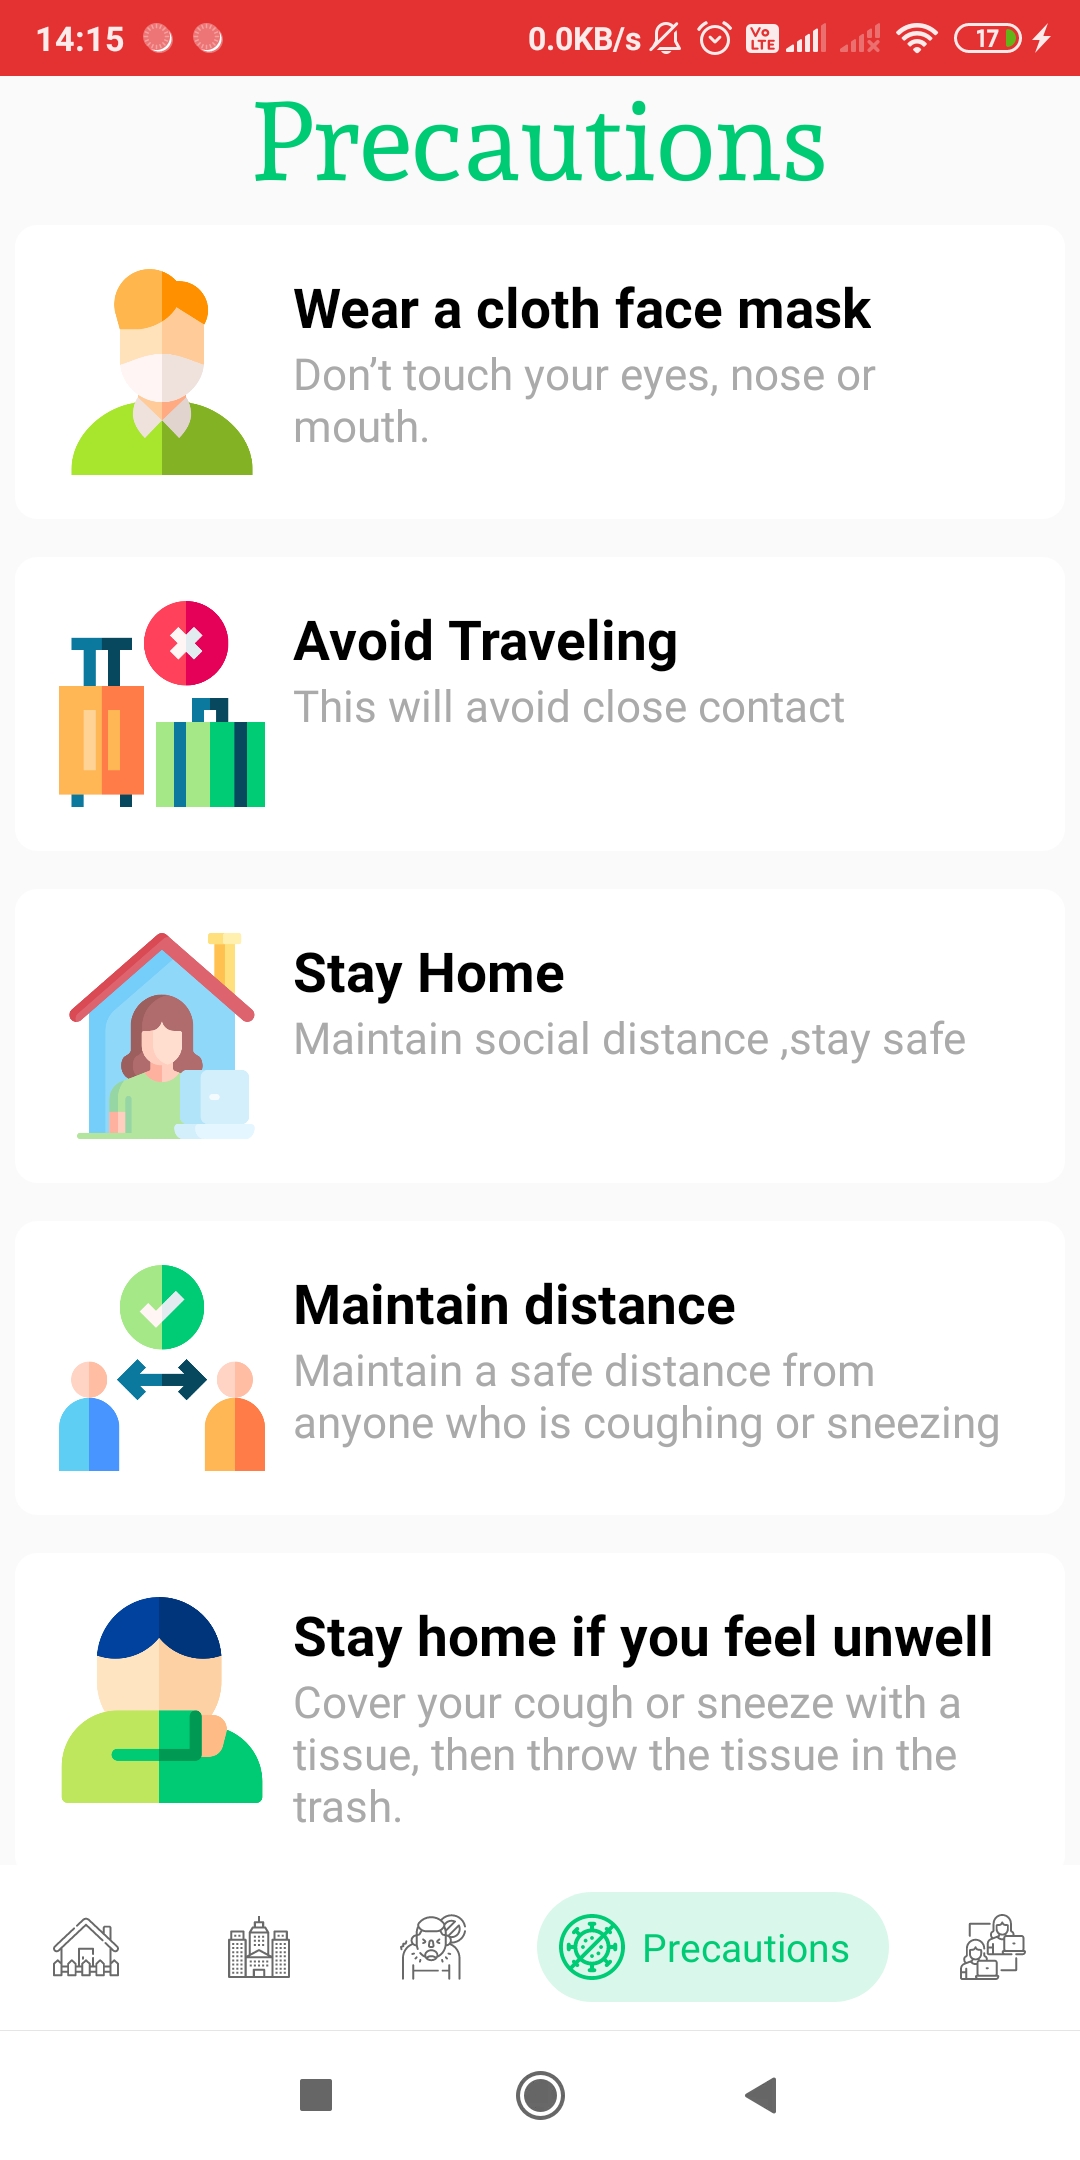 14:15
0.0KB/s
Vo
LTE
17
Precautions
Wear a cloth face mask
Don’t touch your eyes, nose or
mouth.
Avoid Traveling
This will avoid close contact
Stay Home
Maintain social distance ,stay safe
Maintain distance
Maintain a safe distance from
anyone who is coughing or sneezing
Stay home if you feel unwell
Cover your cough or sneeze with a
tissue, then throw the tissue in the
trash.
Precautions